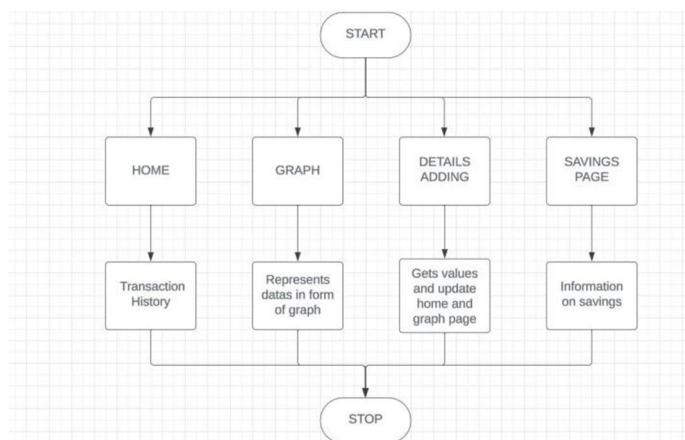 START
HOME
GRAPH
DETAILS
ADDING
SAVINGS
PAGE
Transaction
History
Represents
datas in form
of graph
Gets values
and update
home and
graph page
Information
on savings
STOP